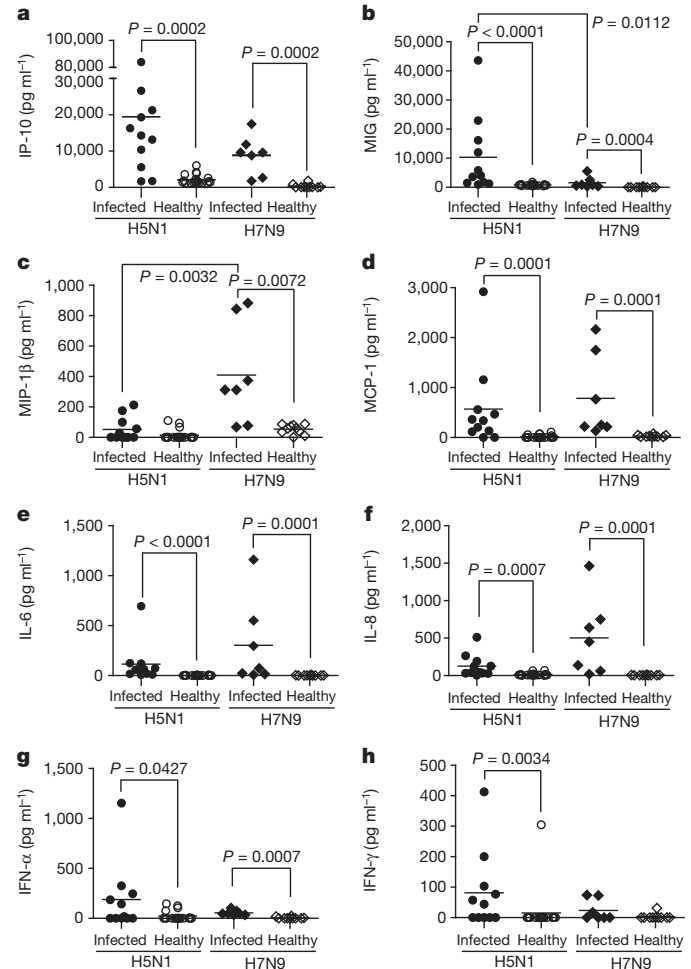 a
IP-10 (pg ml⁻¹)
100,000
80,000
30,000
20,000
10,000
0
P = 0.0002
P = 0.0002
Infected Healthy Infected Healthy
H5N1 H7N9
b
MIG (pg ml⁻¹)
50,000
40,000
30,000
20,000
10,000
0
P = 0.0112
P < 0.0001
P = 0.0004
Infected Healthy Infected Healthy
H5N1 H7N9
c
MIP-1β (pg ml⁻¹)
1,000
800
600
400
200
0
P = 0.0032
P = 0.0072
Infected Healthy Infected Healthy
H5N1 H7N9
d
MCP-1 (pg ml⁻¹)
3,000
2,000
1,000
0
P = 0.0001
P = 0.0001
Infected Healthy Infected Healthy
H5N1 H7N9
e
IL-6 (pg ml⁻¹)
1,500
1,000
500
0
P < 0.0001
P = 0.0001
Infected Healthy Infected Healthy
H5N1 H7N9
f
IL-8 (pg ml⁻¹)
2,000
1,500
1,000
500
0
P = 0.0007
P = 0.0001
Infected Healthy Infected Healthy
H5N1 H7N9
g
IFN-α (pg ml⁻¹)
1,500
1,000
500
0
P = 0.0427
P = 0.0007
Infected Healthy Infected Healthy
H5N1 H7N9
h
IFN-γ (pg ml⁻¹)
500
400
300
200
100
0
P = 0.0034
Infected Healthy Infected Healthy
H5N1 H7N9